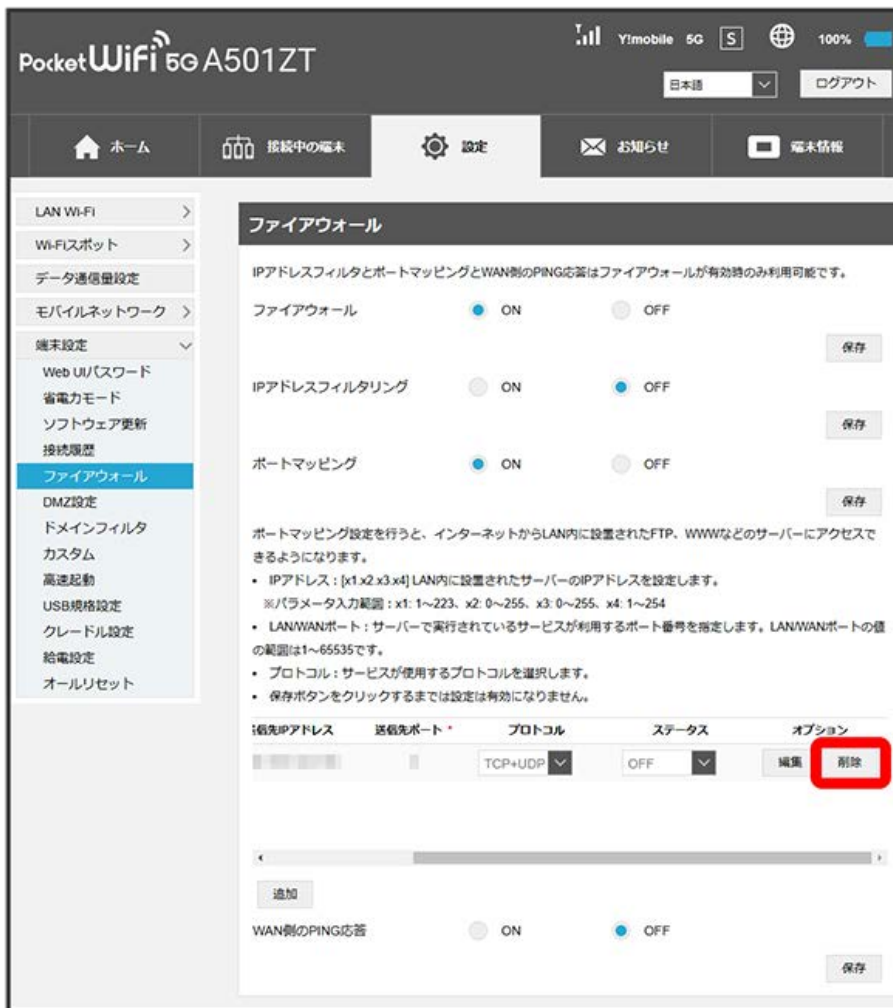 Y!mobile 5G S 100%
PocketWiFi 5G A501ZT
日本語 ログアウト
ホーム 接続中の端末 設定 お知らせ 端末情報
LAN Wi-Fi
Wi-Fiスポット
データ通信量設定
モバイルネットワーク
端末設定
Web UIパスワード
省電力モード
ソフトウェア更新
接続履歴
ファイアウォール
DMZ設定
ドメインフィルタ
カスタム
高速起動
USB規格設定
クレードル設定
給電設定
オールリセット
ファイアウォール
IPアドレスフィルタとポートマッピングとWAN側のPING応答はファイアウォールが有効時のみ利用可能です。
ファイアウォール ON OFF
保存
IPアドレスフィルタリング ON OFF
保存
ポートマッピング ON OFF
保存
ポートマッピング設定を行うと、インターネットからLAN内に設置されたFTP、WWWなどのサーバーにアクセスで
きるようになります。
• IPアドレス : [x1.x2.x3.x4] LAN内に設置されたサーバーのIPアドレスを設定します。
※パラメータ入力範囲 : x1: 1～223、x2: 0～255、x3: 0～255、x4: 1～254
• LAN/WANポート : サーバーで実行されているサービスが利用するポート番号を指定します。LAN/WANポートの値
の範囲は1～65535です。
• プロトコル : サービスが使用するプロトコルを選択します。
• 保存ボタンをクリックするまでは設定は有効になりません。
信先IPアドレス 送信先ポート * プロトコル ステータス オプション
TCP+UDP OFF 編集 削除
追加
WAN側のPING応答 ON OFF
保存